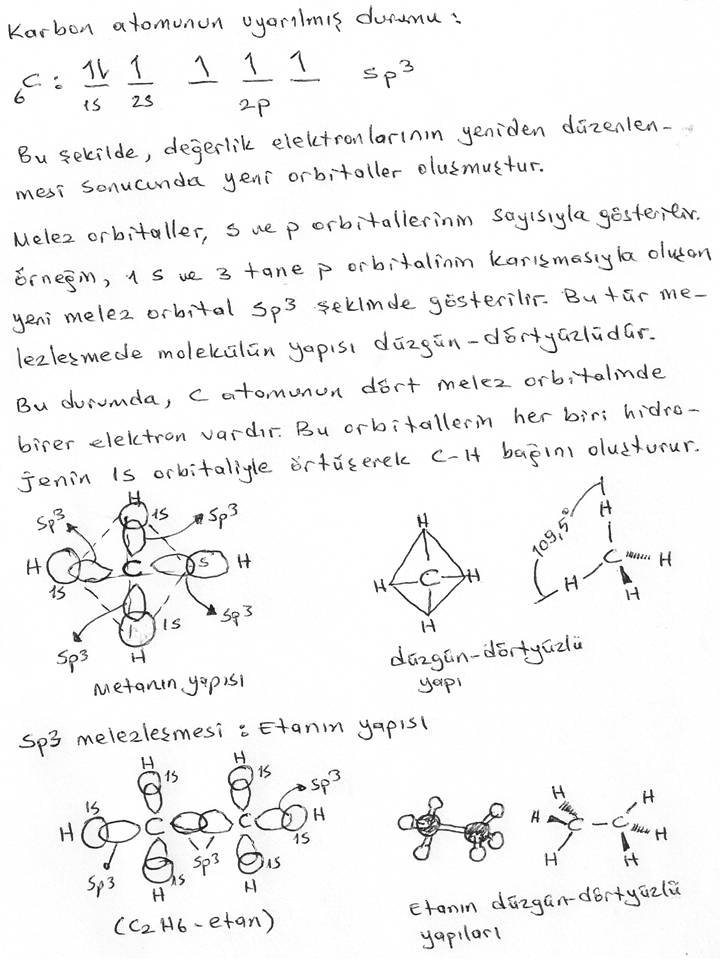 Karbon atomunun uyarılmış durumu:
6C: 1l 1 1 1 1 sp3
1s 2s 2p
Bu şekilde, değerlik elektronlarının yeniden düzenlen-
mesi sonucunda yeni orbitaller oluşmuştur.
Melez orbitaller, s ve p orbitallerinin sayısıyla gösterilir.
örneğin, 1 s ve 3 tane p orbitalinin karışmasıyla oluşan
yeni melez orbital sp3 şeklinde gösterilir. Bu tür me-
lezleşmede molekülün yapısı düzgün-dörtyüzlüdür.
Bu durumda, C atomunun dört melez orbitalinde
birer elektron vardır. Bu orbitallerin her biri hidro-
jenin 1s orbitaliyle örtüşerek C-H bağını oluşturur.
H
sp3 1s sp3
H C S H
1s
sp3
1s
sp3
H
Metanın yapısı
H
H C H
H
düzgün-dörtyüzlü
yapı
109,5°
H
C H
H
H
Sp3 melezleşmesi: Etanın yapısı
H H
1s 1s sp3
1s
H C C H
1s
sp3 1s sp3 1s
H H
(C2H6-etan)
H H
H C-C H
H H
Etanın düzgün-dörtyüzlü
yapıları